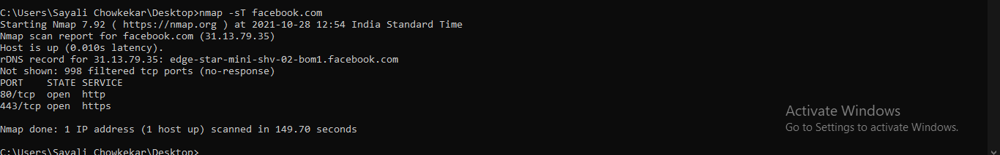 C:\Users\Sayali Chowkekar\Desktop>nmap -sT facebook.com
Starting Nmap 7.92 ( https://nmap.org ) at 2021-10-28 12:54 India Standard Time
Nmap scan report for facebook.com (31.13.79.35)
Host is up (0.010s latency).
rDNS record for 31.13.79.35: edge-star-mini-shv-02-bom1.facebook.com
Not shown: 998 filtered tcp ports (no-response)
PORT    STATE SERVICE
80/tcp  open  http
443/tcp open  https
Nmap done: 1 IP address (1 host up) scanned in 149.70 seconds
C:\Users\Sayali Chowkekar\Desktop>
Activate Windows
Go to Settings to activate Windows.